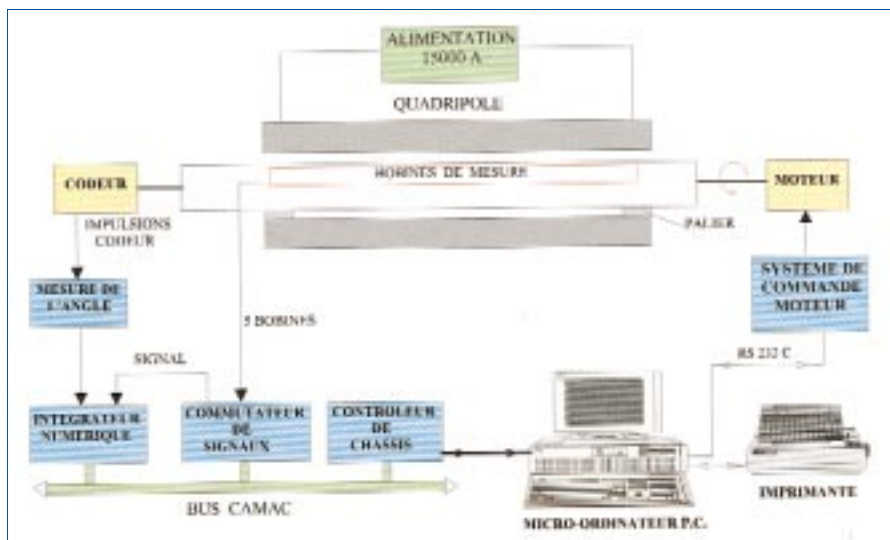 ALIMENTATION
15000 A
QUADRIPOLE
BOBINES DE MESURE
CODEUR
MOTEUR
IMPULSIONS
CODEUR
PALIER
MESURE DE
L'ANGLE
SYSTEME DE
COMMANDE
MOTEUR
5 BOBINES
SIGNAL
RS 232 C
INTEGRATEUR
NUMERIQUE
COMMUTATEUR
DE
SIGNAUX
CONTROLEUR
DE
CHASSIS
BUS CAMAC
MICRO-ORDINATEUR P.C.
IMPRIMANTE